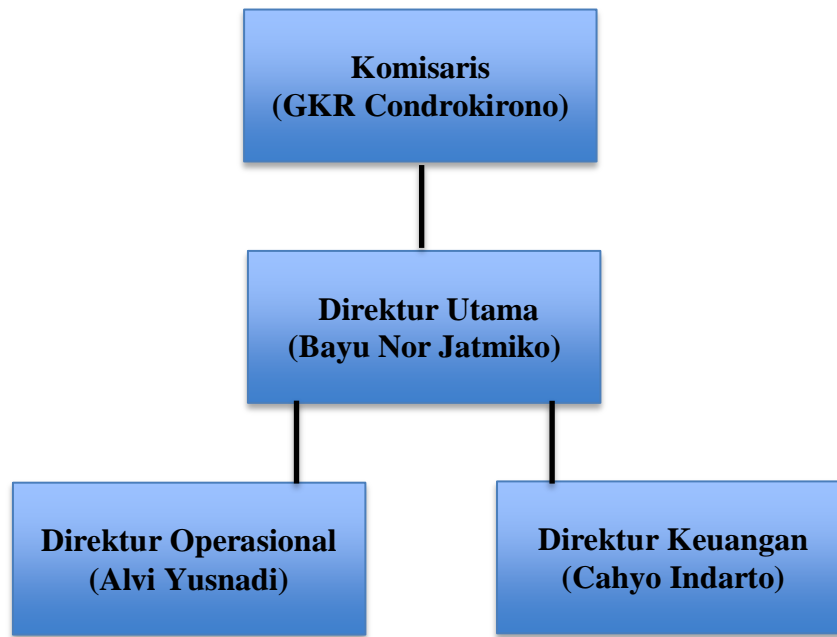 Komisaris
(GKR Condrokirono)
Direktur Utama
(Bayu Nor Jatmiko)
Direktur Operasional
(Alvi Yusnadi)
Direktur Keuangan
(Cahyo Indarto)